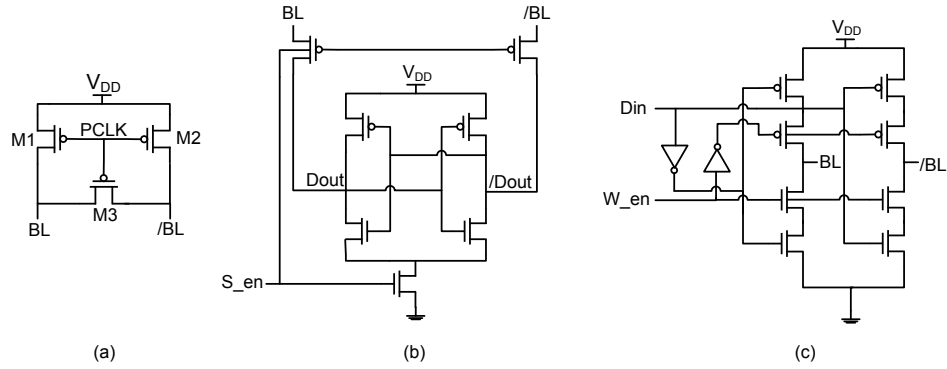 V_DD
M1
PCLK
M2
BL
M3
/BL
(a)
BL
/BL
V_DD
Dout
/Dout
S_en
(b)
V_DD
Din
BL
/BL
W_en
(c)